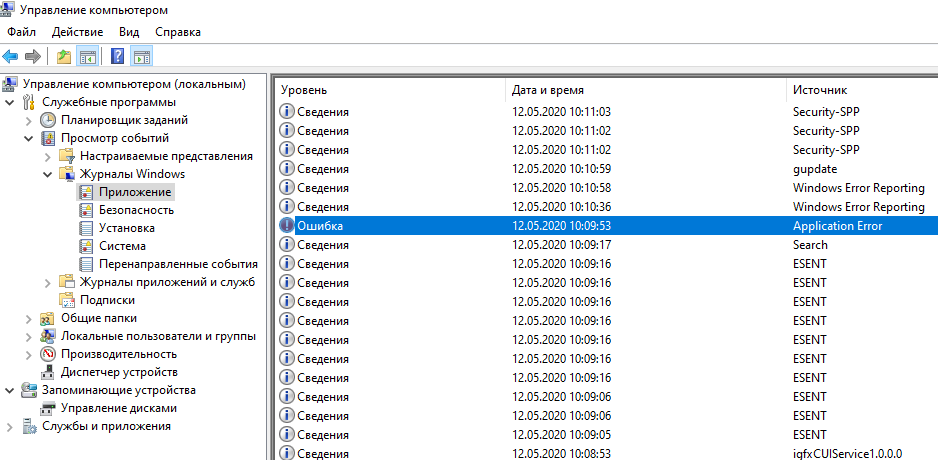 Управление компьютером
Файл Действие Вид Справка
Управление компьютером (локальным)
Служебные программы
Планировщик заданий
Просмотр событий
Настраиваемые представления
Журналы Windows
Приложение
Безопасность
Установка
Система
Перенаправленные события
Журналы приложений и служб
Подписки
Общие папки
Локальные пользователи и группы
Производительность
Диспетчер устройств
Запоминающие устройства
Управление дисками
Службы и приложения
Уровень Дата и время Источник
Сведения 12.05.2020 10:11:03 Security-SPP
Сведения 12.05.2020 10:11:02 Security-SPP
Сведения 12.05.2020 10:11:02 Security-SPP
Сведения 12.05.2020 10:10:59 gupdate
Сведения 12.05.2020 10:10:58 Windows Error Reporting
Сведения 12.05.2020 10:10:36 Windows Error Reporting
Ошибка 12.05.2020 10:09:53 Application Error
Сведения 12.05.2020 10:09:17 Search
Сведения 12.05.2020 10:09:16 ESENT
Сведения 12.05.2020 10:09:16 ESENT
Сведения 12.05.2020 10:09:16 ESENT
Сведения 12.05.2020 10:09:16 ESENT
Сведения 12.05.2020 10:09:16 ESENT
Сведения 12.05.2020 10:09:16 ESENT
Сведения 12.05.2020 10:09:16 ESENT
Сведения 12.05.2020 10:09:06 ESENT
Сведения 12.05.2020 10:09:06 ESENT
Сведения 12.05.2020 10:09:05 ESENT
Сведения 12.05.2020 10:08:53 igfxCUIService1.0.0.0